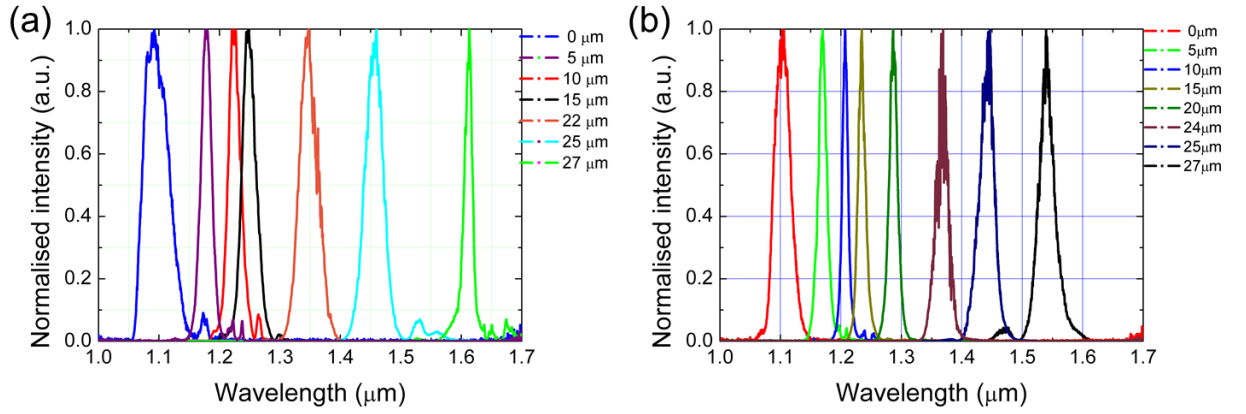 (a)
Normalised intensity (a.u.)
1.0
0.8
0.6
0.4
0.2
0.0
1.0 1.1 1.2 1.3 1.4 1.5 1.6 1.7
Wavelength (μm)
0 μm
5 μm
10 μm
15 μm
22 μm
25 μm
27 μm
(b)
Normalised intensity (a.u.)
1.0
0.8
0.6
0.4
0.2
0.0
1.0 1.1 1.2 1.3 1.4 1.5 1.6 1.7
Wavelength (μm)
0μm
5μm
10μm
15μm
20μm
24μm
25μm
27μm